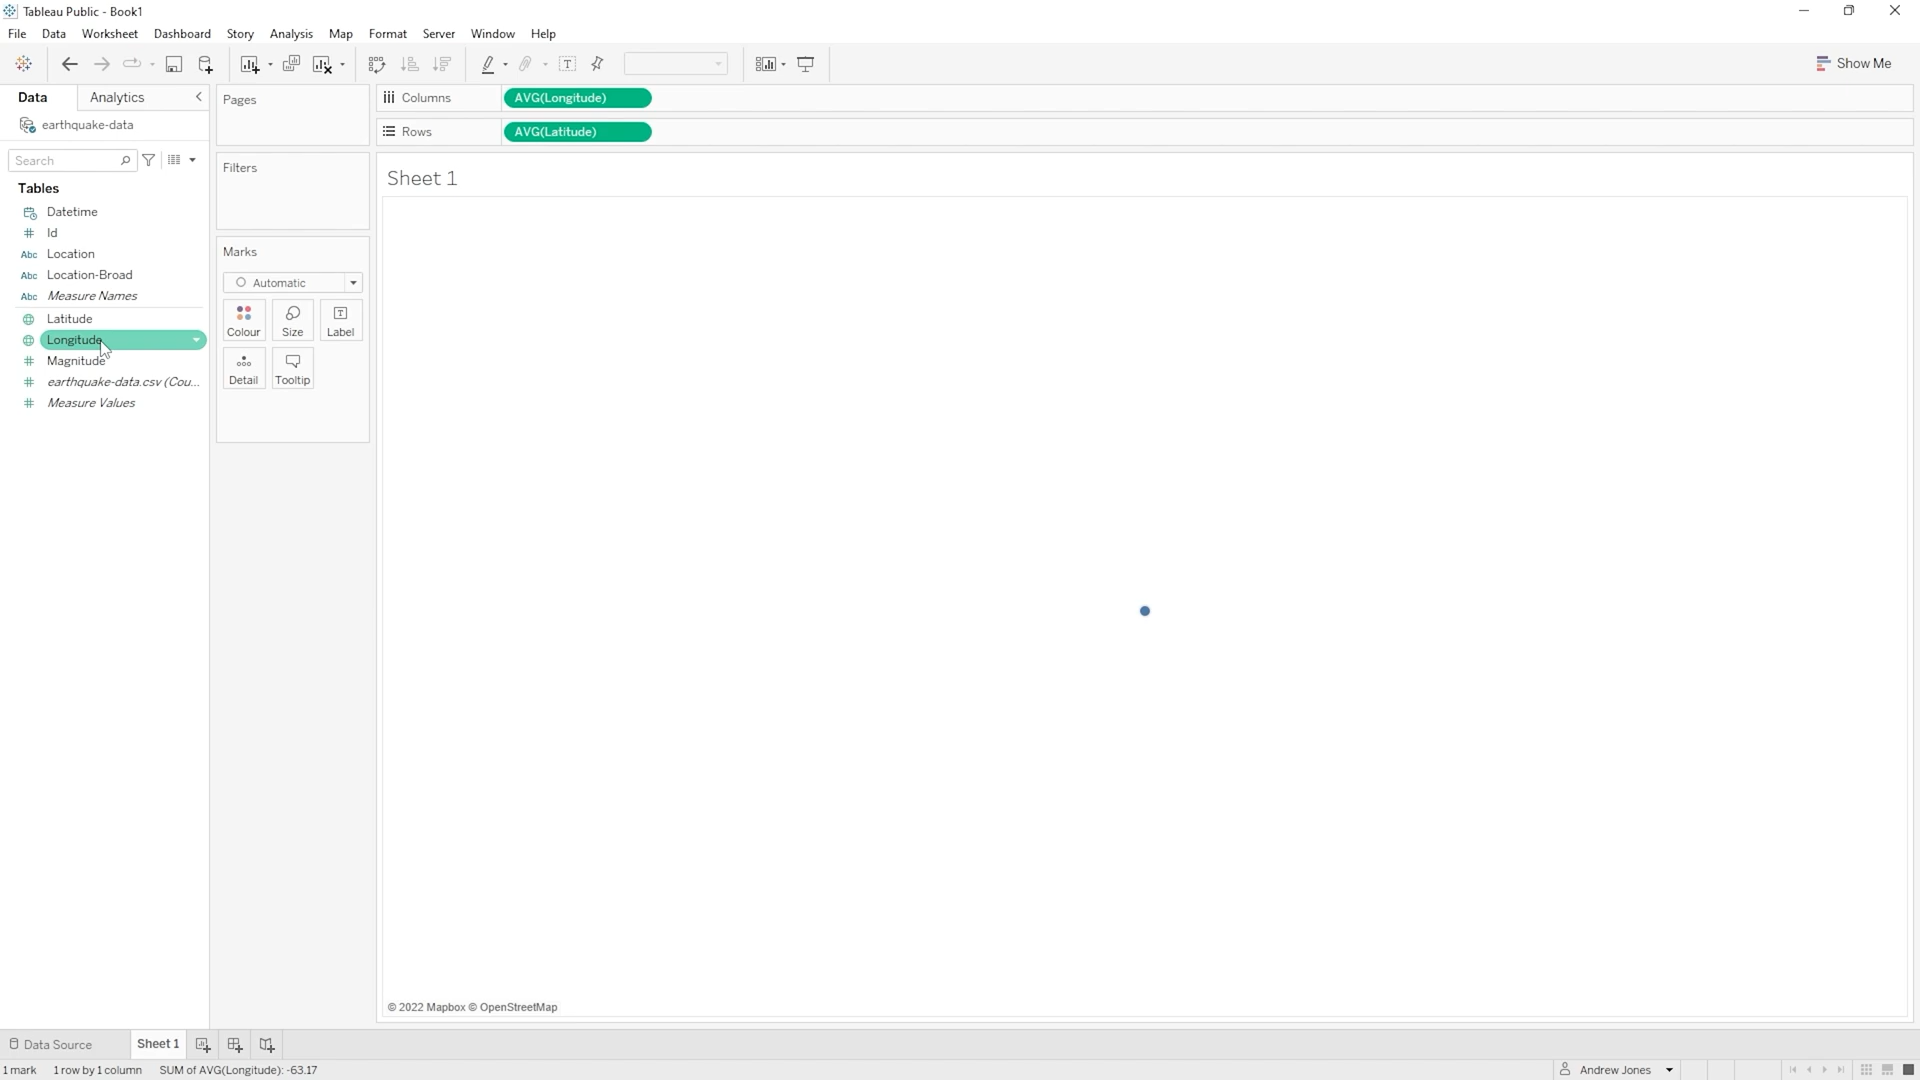 Tableau Public - Book1
File Data Worksheet Dashboard Story Analysis Map Format Server Window Help
Show Me
Data Analytics
earthquake-data
Search
Tables
Datetime
Id
Abc Location
Abc Location-Broad
Abc Measure Names
Latitude
Longitude
Magnitude
earthquake-data.csv (Cou...
Measure Values
Pages
Filters
Marks
Automatic
Colour Size Label
Detail Tooltip
Columns AVG(Longitude)
Rows AVG(Latitude)
Sheet 1
© 2022 Mapbox © OpenStreetMap
Data Source Sheet 1
1 mark 1 row by 1 column SUM of AVG(Longitude): -63.17
Andrew Jones